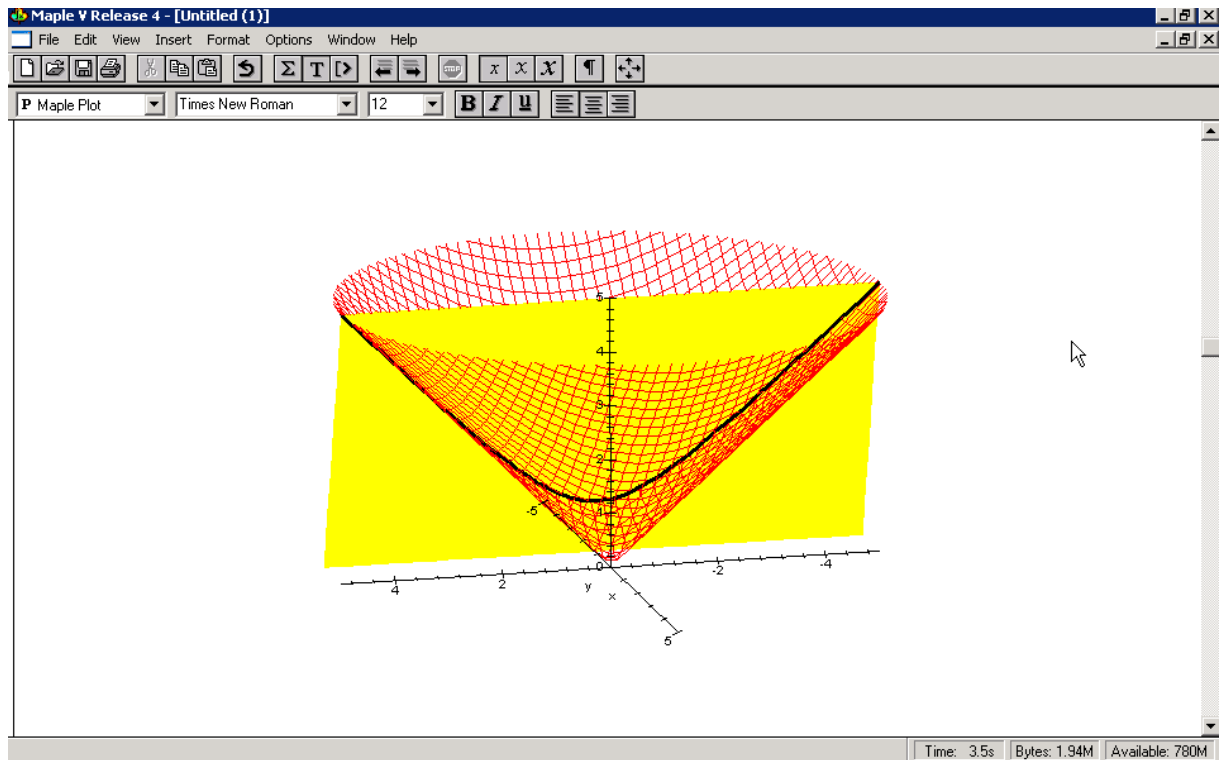 Maple V Release 4 - [Untitled (1)]
File Edit View Insert Format Options Window Help
Σ T [> STOP x x x ¶
P Maple Plot Times New Roman 12 B I u
5
4
3
2
1
-5
0
4 2 -2 -4
y
x
5
Time: 3.5s Bytes: 1.94M Available: 780M